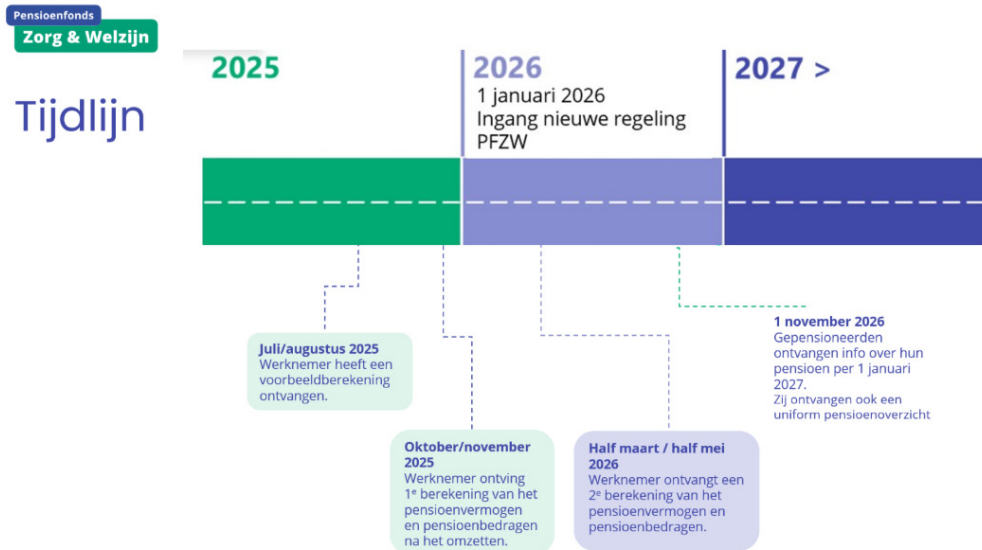 Pensioenfonds
Zorg & Welzijn
Tijdlijn
2025
2026
1 januari 2026
Ingang nieuwe regeling
PFZW
2027 >
Juli/augustus 2025
Werknemer heeft een
voorbeeldberekening
ontvangen.
Oktober/november
2025
Werknemer ontving
1e berekening van het
pensioenvermogen
en pensioenbedragen
na het omzetten.
Half maart / half mei
2026
Werknemer ontvangt een
2e berekening van het
pensioenvermogen en
pensioenbedragen.
1 november 2026
Gepensioneerden
ontvangen info over hun
pensioen per 1 januari
2027.
Zij ontvangen ook een
uniform pensioenoverzicht